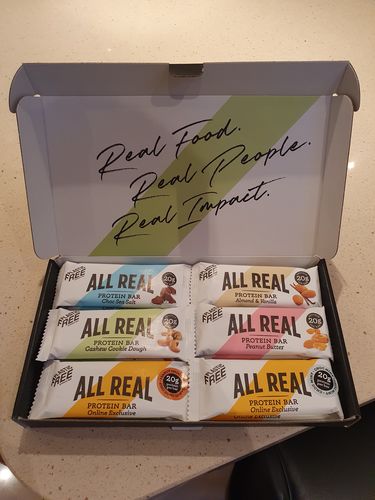 Real Food.
Real People.
Real Impact.
FREE
ALL REAL
20g
PROTEIN BAR
Choc Sea Salt
FREE
ALL REAL
20g
PROTEIN BAR
Almond & Vanilla
FREE
ALL REAL
20g
PROTEIN BAR
Cashew Cookie Dough
FREE
ALL REAL
20g
PROTEIN BAR
Peanut Butter
FREE
ALL REAL
20g
PROTEIN BAR
Online Exclusive
FREE
ALL REAL
20g
PROTEIN BAR
Online Exclusive